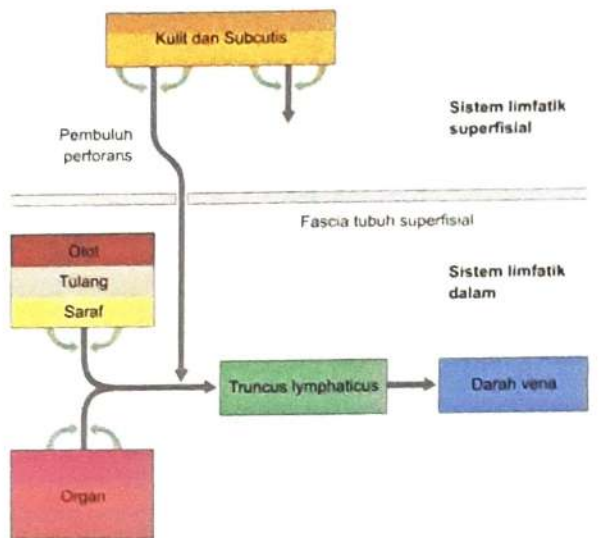 Kulit dan Subcutis
Sistem limfatik
superfisial
Pembuluh
perforans
Fascia tubuh superfisial
Otot
Tulang
Saraf
Sistem limfatik
dalam
Truncus lymphaticus
Darah vena
Organ